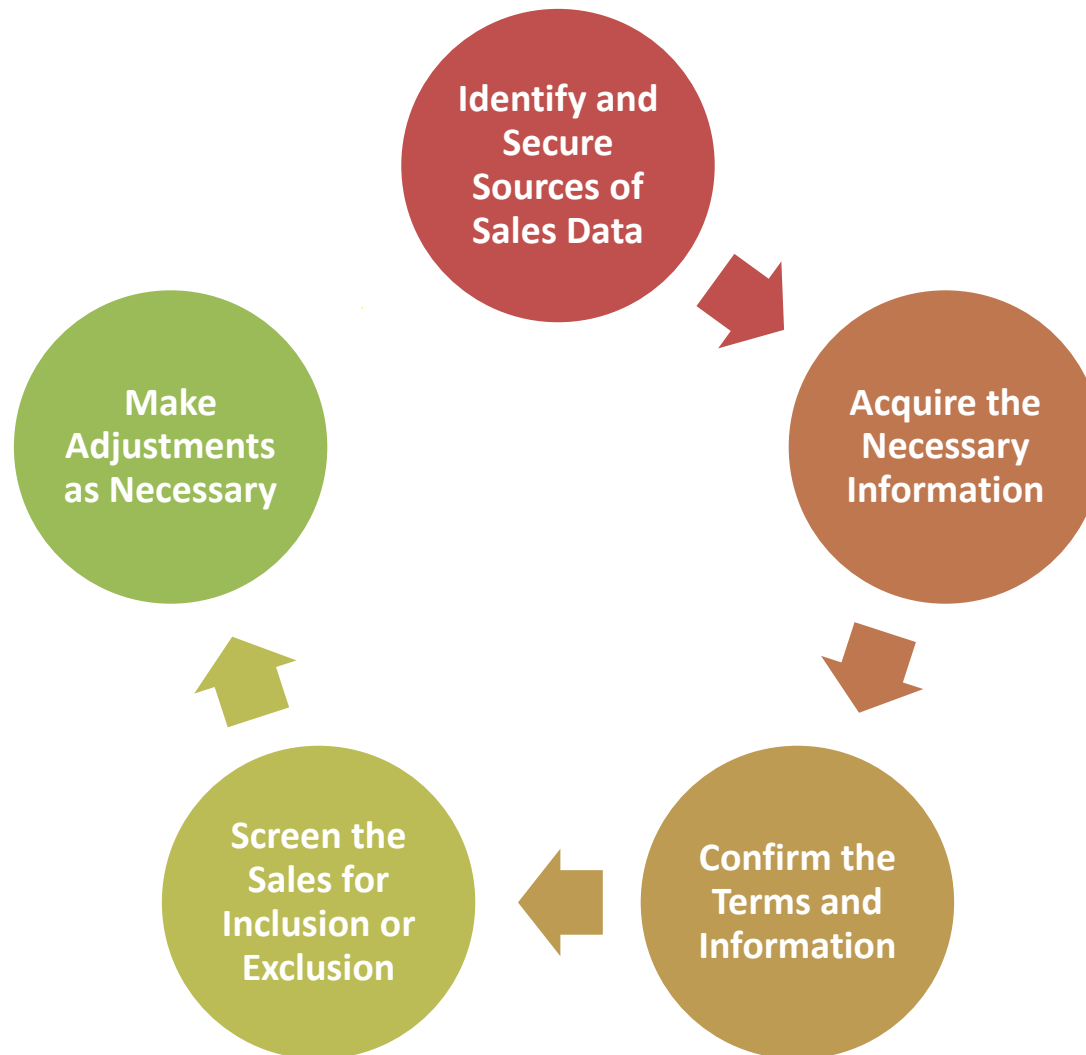 Identify and
Secure
Sources of
Sales Data
Acquire the
Necessary
Information
Confirm the
Terms and
Information
Screen the
Sales for
Inclusion or
Exclusion
Make
Adjustments
as Necessary